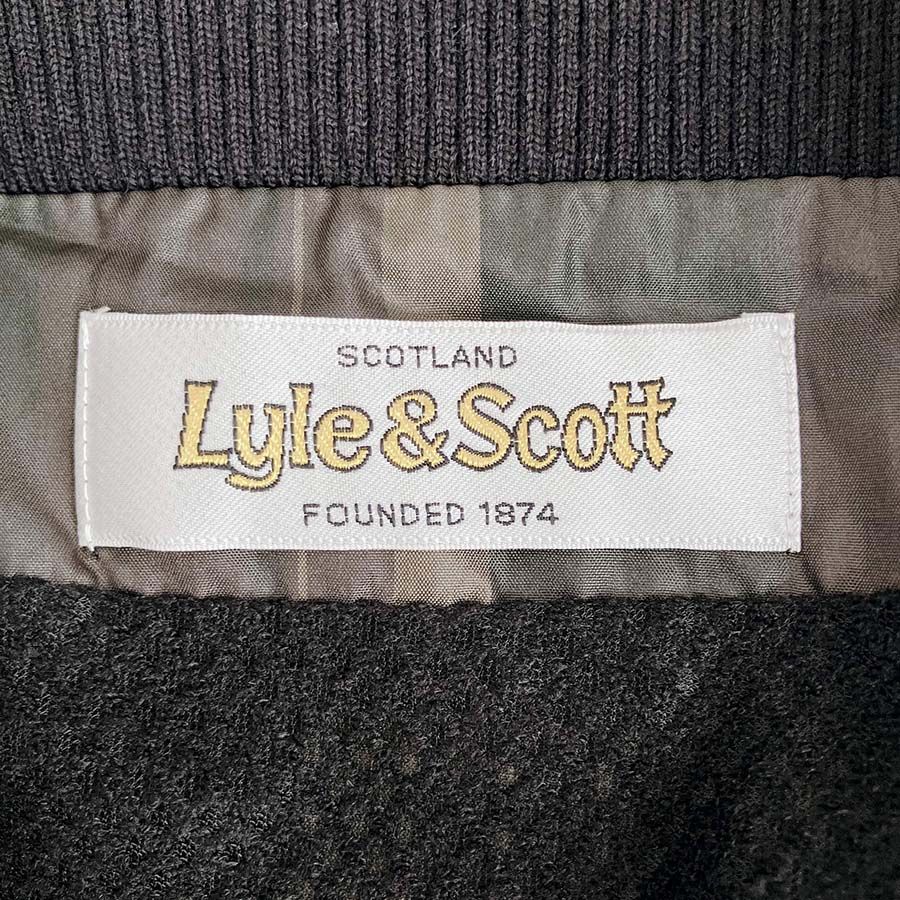 SCOTLAND
Lyle & Scott
FOUNDED 1874